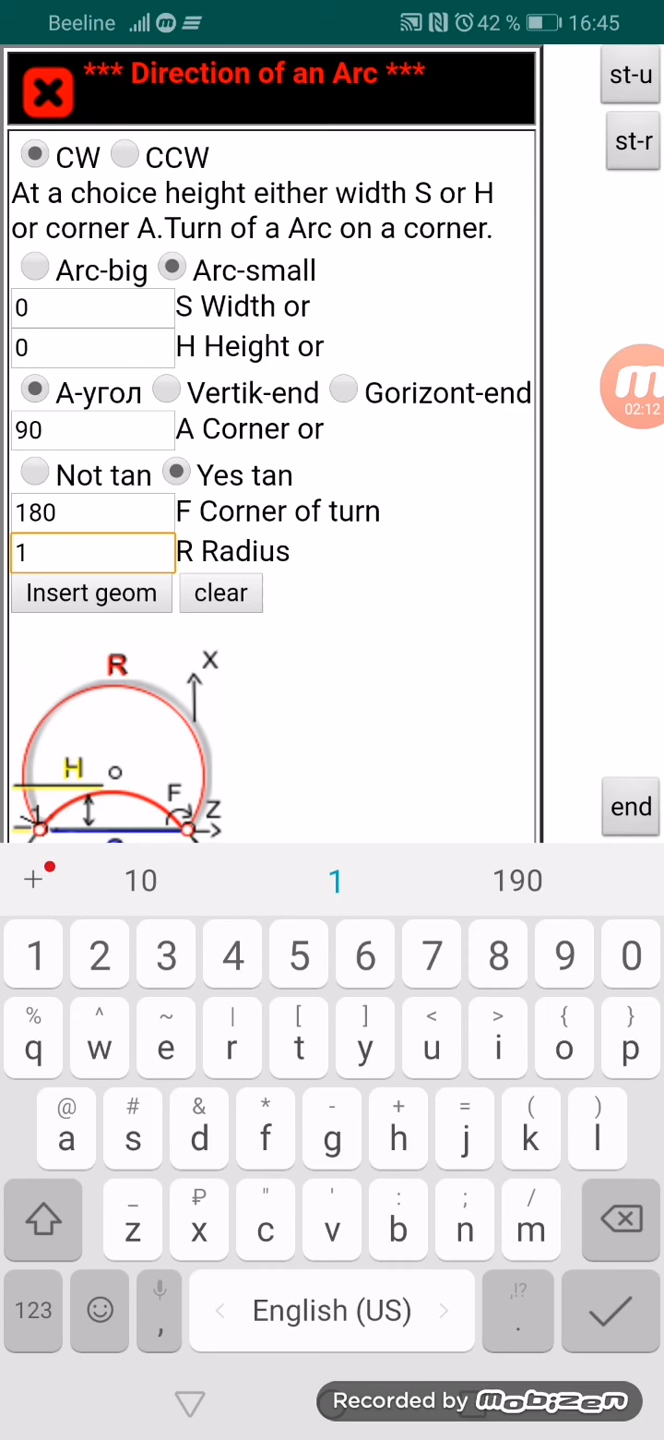 Beeline 42 % 16:45
*** Direction of an Arc ***
st-u
st-r
CW CCW
At a choice height either width S or H
or corner A.Turn of a Arc on a corner.
Arc-big Arc-small
0 S Width or
0 H Height or
А-угол Vertik-end Gorizont-end
02:12
90 A Corner or
Not tan Yes tan
180 F Corner of turn
1 R Radius
Insert geom clear
R X
H O
F Z
end
+ 10 1 190
1 2 3 4 5 6 7 8 9 0
% ^ ~ | [ ] < > { }
q w e r t y u i o p
@ # & * - + = ( )
a s d f g h j k l
_ ₽ " ' : ; /
z x c v b n m
123 , < English (US) > ,!? .
Recorded by mobizen